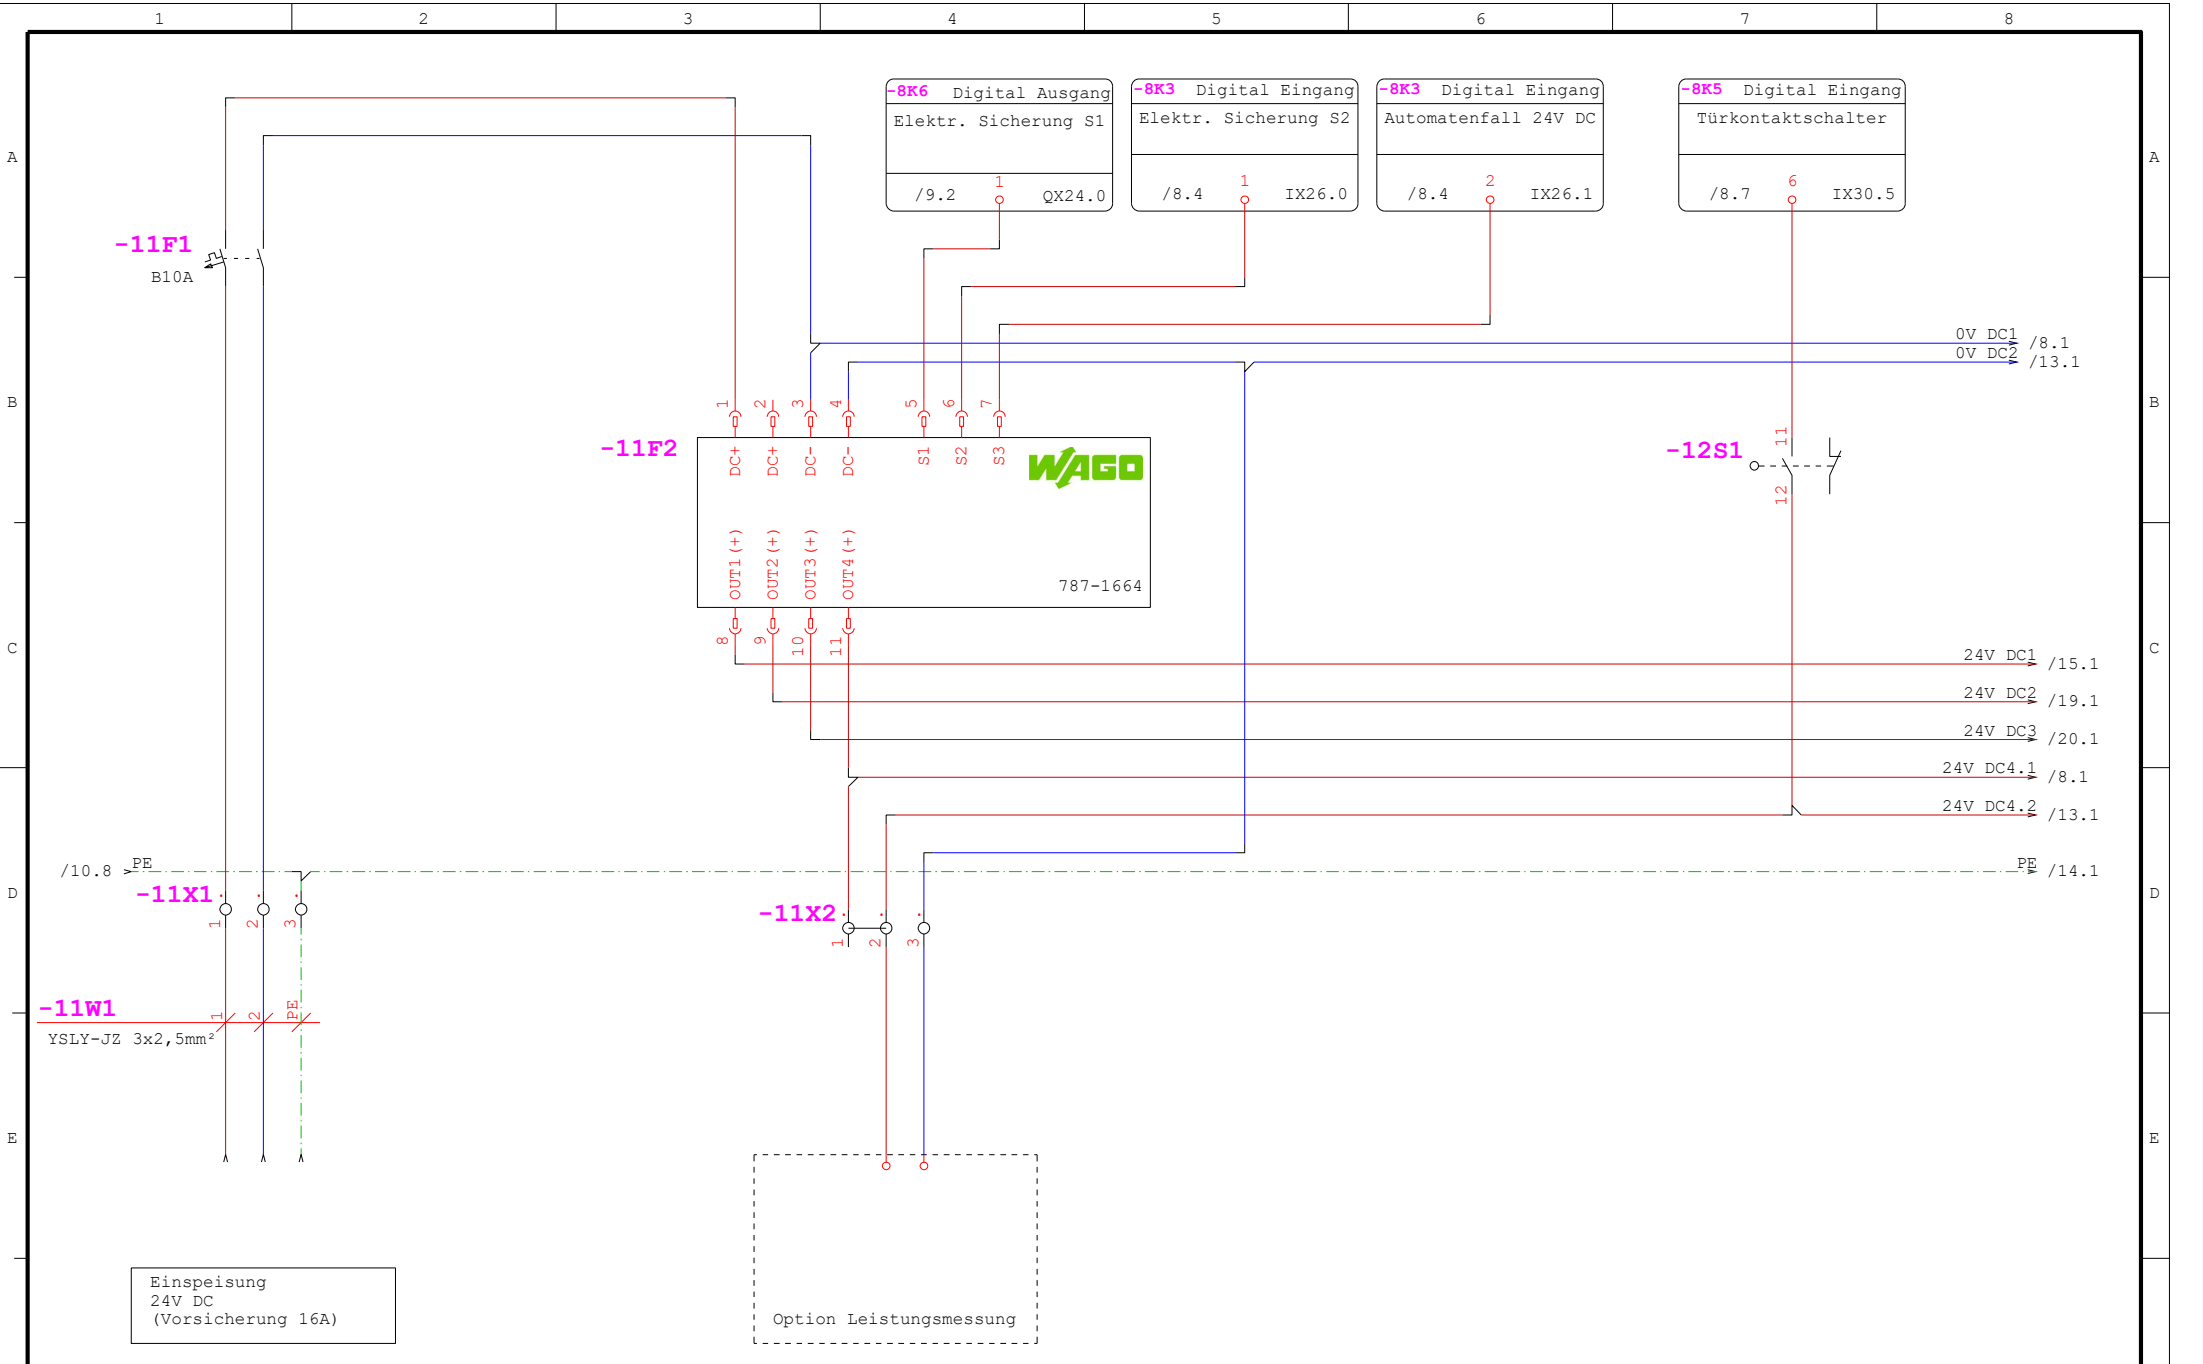 1 2 3 4 5 6 7 8
-8K6 Digital Ausgang
Elektr. Sicherung S1
1
/9.2 QX24.0
-8K3 Digital Eingang
Elektr. Sicherung S2
1
/8.4 IX26.0
-8K3 Digital Eingang
Automatenfall 24V DC
2
/8.4 IX26.1
-8K5 Digital Eingang
Türkontaktschalter
6
/8.7 IX30.5
A A
-11F1
B10A
0V DC1 /8.1
0V DC2 /13.1
B B
1 2 3 4 5 6 7
-11F2
DC+ DC+ DC- DC- S1 S2 S3
WAGO
11
-12S1
12
OUT1(+) OUT2(+) OUT3(+) OUT4(+)
787-1664
8 9 10 11
C C
24V DC1 /15.1
24V DC2 /19.1
24V DC3 /20.1
24V DC4.1 /8.1
24V DC4.2 /13.1
/10.8 PE
PE /14.1
D D
-11X1
1 2 3
-11X2
1 2 3
-11W1
1 2 PE
YSLY-JZ 3x2,5mm²
E E
Einspeisung
24V DC
(Vorsicherung 16A)
Option Leistungsmessung